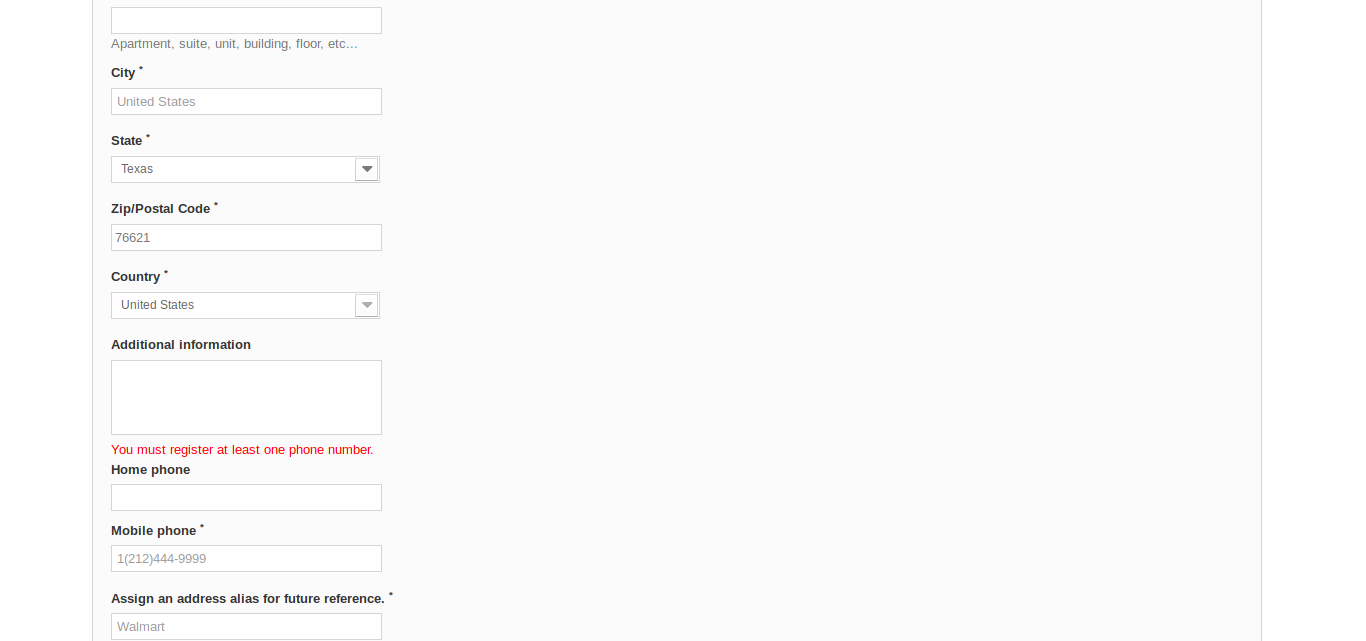 Apartment, suite, unit, building, floor, etc...
City *
United States
State *
Texas
Zip/Postal Code *
76621
Country *
United States
Additional information
You must register at least one phone number.
Home phone
Mobile phone *
1(212)444-9999
Assign an address alias for future reference. *
Walmart